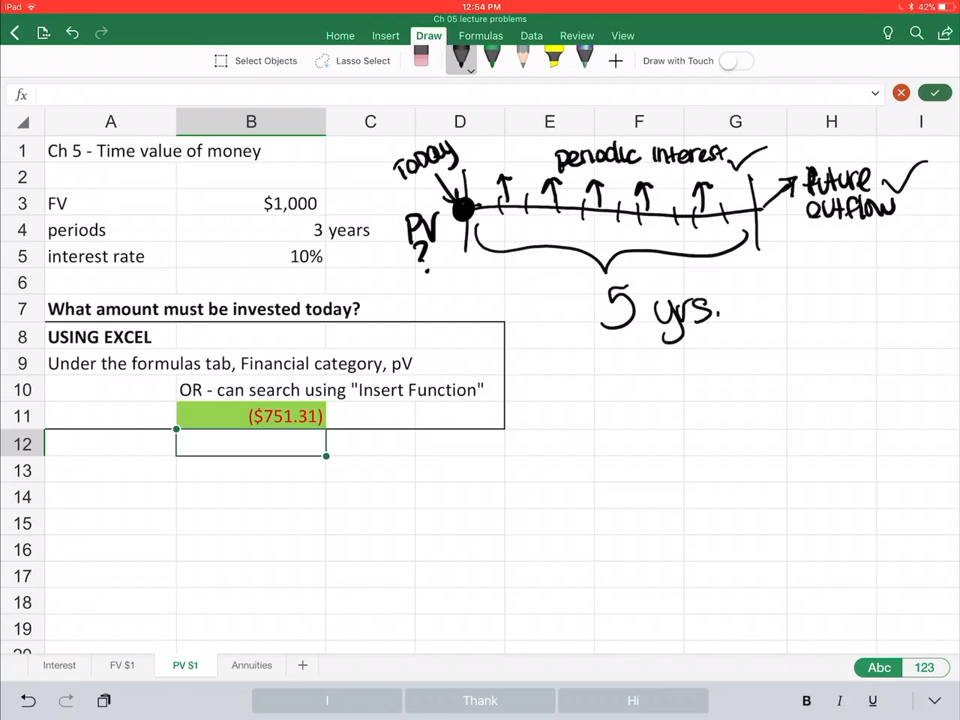 iPad 12:54 PM 42%
Ch 05 lecture problems
Home Insert Draw Formulas Data Review View
Select Objects Lasso Select Draw with Touch
fx
A B C D E F G H I
1 Ch 5 - Time value of money
2
3 FV $1,000
4 periods 3 years
5 interest rate 10%
6
7 What amount must be invested today?
8 USING EXCEL
9 Under the formulas tab, Financial category, pV
10 OR - can search using "Insert Function"
11 ($751.31)
12
13
14
15
16
17
18
19
20
Today
periodic interest
future
outflow
PV
?
5 yrs.
Interest FV $1 PV $1 Annuities Abc 123
I Thank Hi B I U